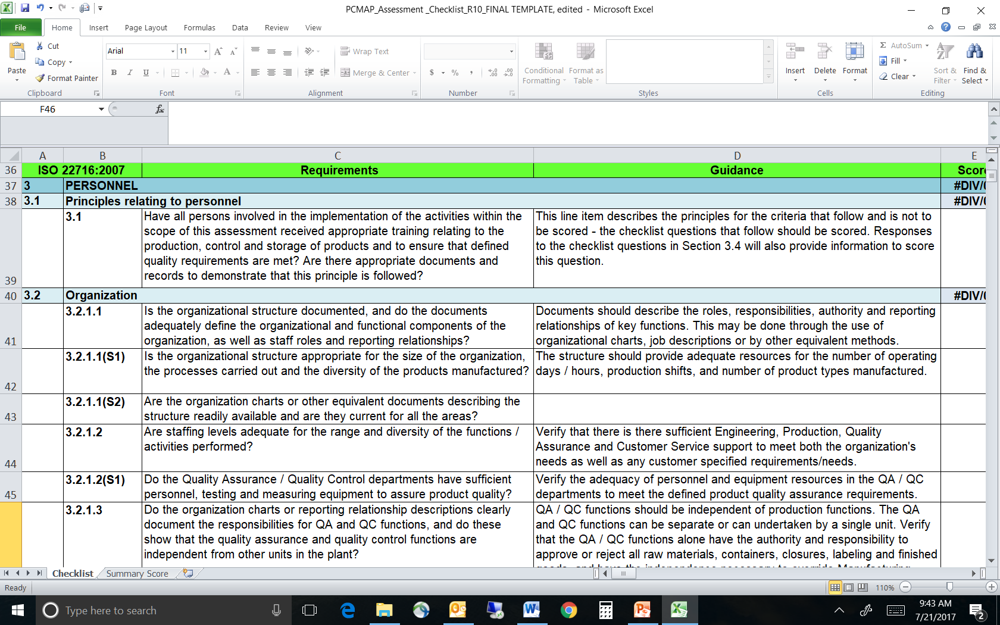 PCMAP_Assessment _Checklist_R10_FINAL TEMPLATE, edited - Microsoft Excel
File Home Insert Page Layout Formulas Data Review View
Cut
Copy
Format Painter
Paste
Clipboard
Arial 11
B I U
Font
Wrap Text
Merge & Center
Alignment
$ % ,
Number
Conditional Formatting
Format as Table
Styles
Insert Delete Format
Cells
Σ AutoSum
Fill
Clear
Sort & Filter
Find & Select
Editing
F46 fx
A B C D E
36 ISO 22716:2007 Requirements Guidance Score
37 3 PERSONNEL #DIV/0
38 3.1 Principles relating to personnel #DIV/0
39
3.1
Have all persons involved in the implementation of the activities within the
scope of this assessment received appropriate training relating to the
production, control and storage of products and to ensure that defined
quality requirements are met? Are there appropriate documents and
records to demonstrate that this principle is followed?
This line item describes the principles for the criteria that follow and is not to
be scored - the checklist questions that follow should be scored. Responses
to the checklist questions in Section 3.4 will also provide information to score
this question.
40 3.2 Organization #DIV/0
41
3.2.1.1
Is the organizational structure documented, and do the documents
adequately define the organizational and functional components of the
organization, as well as staff roles and reporting relationships?
Documents should describe the roles, responsibilities, authority and reporting
relationships of key functions. This may be done through the use of
organizational charts, job descriptions or by other equivalent methods.
42
3.2.1.1(S1)
Is the organizational structure appropriate for the size of the organization,
the processes carried out and the diversity of the products manufactured?
The structure should provide adequate resources for the number of operating
days / hours, production shifts, and number of product types manufactured.
43
3.2.1.1(S2)
Are the organization charts or other equivalent documents describing the
structure readily available and are they current for all the areas?
44
3.2.1.2
Are staffing levels adequate for the range and diversity of the functions /
activities performed?
Verify that there is there sufficient Engineering, Production, Quality
Assurance and Customer Service support to meet both the organization's
needs as well as any customer specified requirements/needs.
45
3.2.1.2(S1)
Do the Quality Assurance / Quality Control departments have sufficient
personnel, testing and measuring equipment to assure product quality?
Verify the adequacy of personnel and equipment resources in the QA / QC
departments to meet the defined product quality assurance requirements.
3.2.1.3
Do the organization charts or reporting relationship descriptions clearly
document the responsibilities for QA and QC functions, and do these
show that the quality assurance and quality control functions are
independent from other units in the plant?
QA / QC functions should be independent of production functions. The QA
and QC functions can be separate or can undertaken by a single unit. Verify
that the QA / QC functions alone have the authority and responsibility to
approve or reject all raw materials, containers, closures, labeling and finished
goods, and have the independence necessary to override Manufacturing
Checklist Summary Score
Ready 110%
Type here to search
9:43 AM
7/21/2017
2